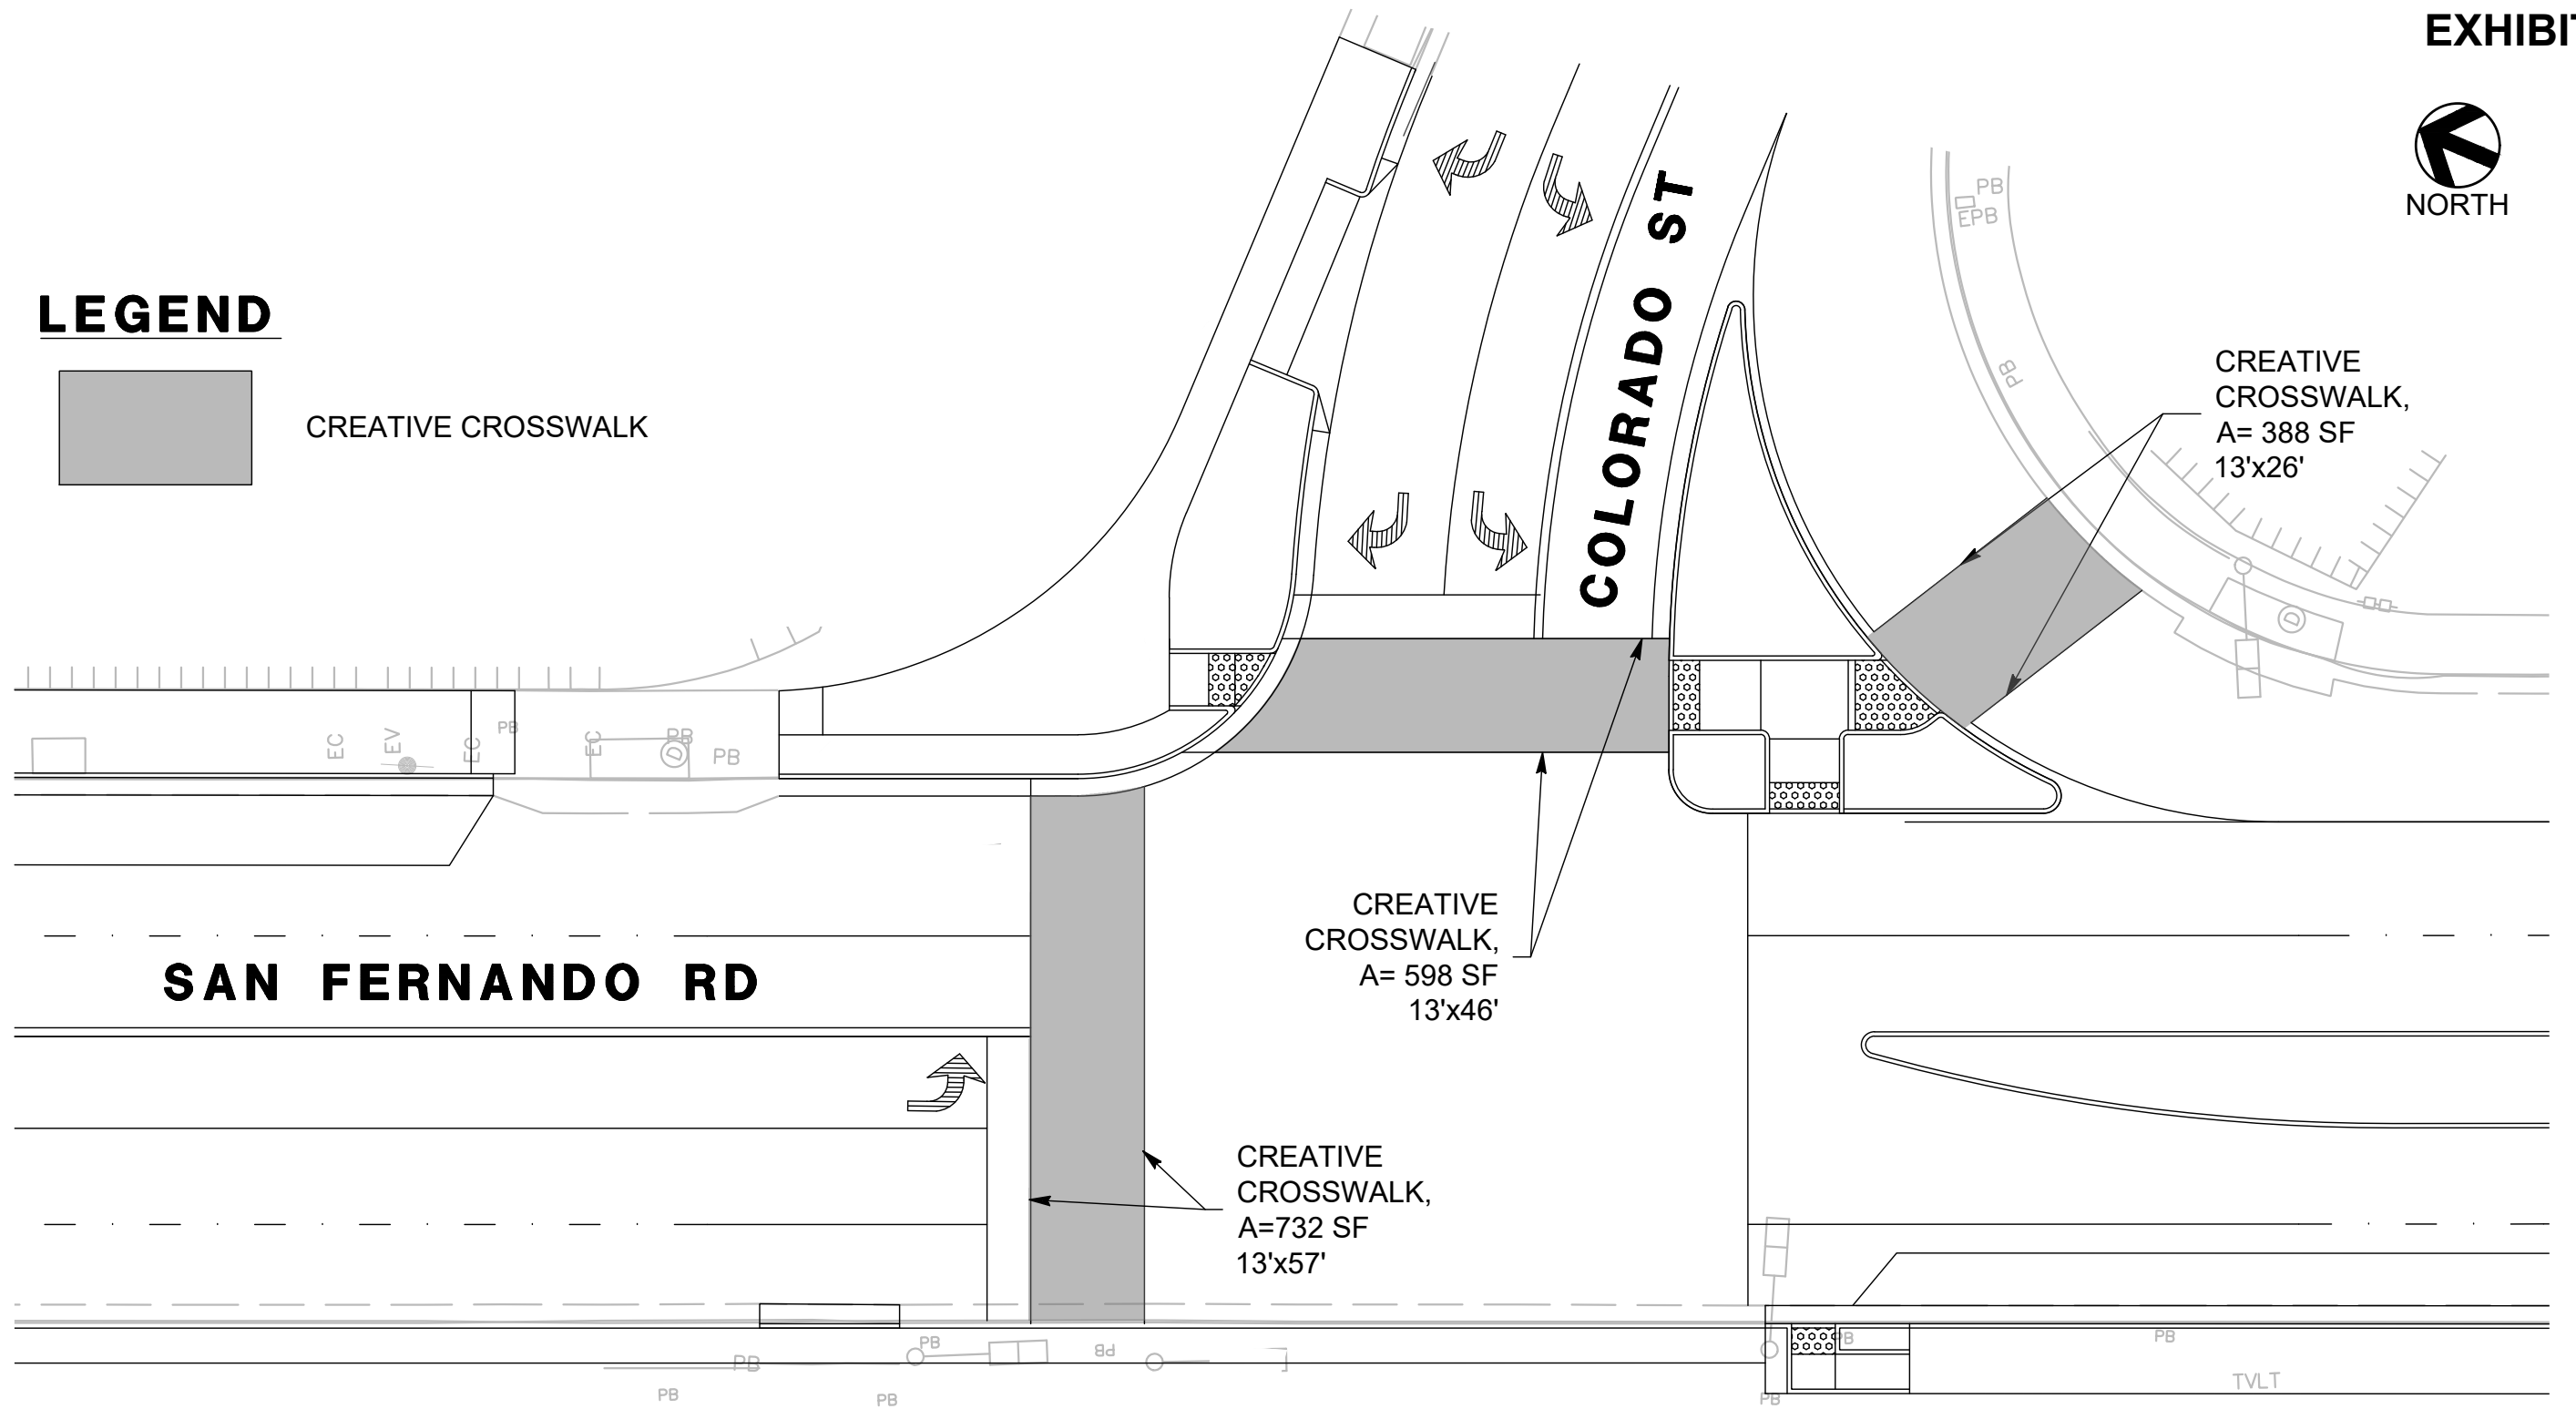 EXHIBIT
NORTH
LEGEND
CREATIVE CROSSWALK
COLORADO ST
PB
EPB
PB
CREATIVE
CROSSWALK,
A= 388 SF
13'x26'
D
EC
EV
EC
PB
EC
PB
D
PB
SAN FERNANDO RD
CREATIVE
CROSSWALK,
A= 598 SF
13'x46'
CREATIVE
CROSSWALK,
A=732 SF
13'x57'
PB
PB
PB
PB
PB
PB
PB
PB
TVLT